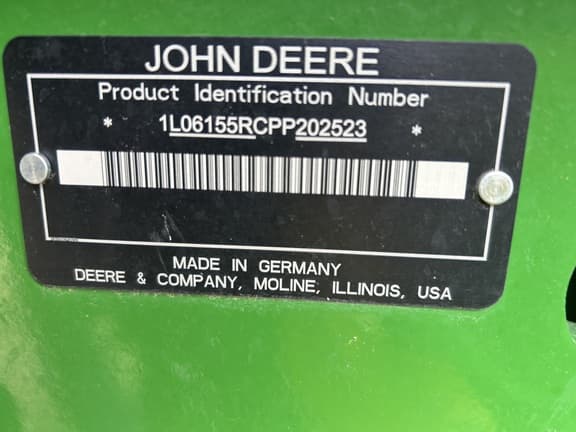 JOHN DEERE
Product Identification Number
* 1L06155RCPP202523 *
MADE IN GERMANY
DEERE & COMPANY, MOLINE, ILLINOIS, USA